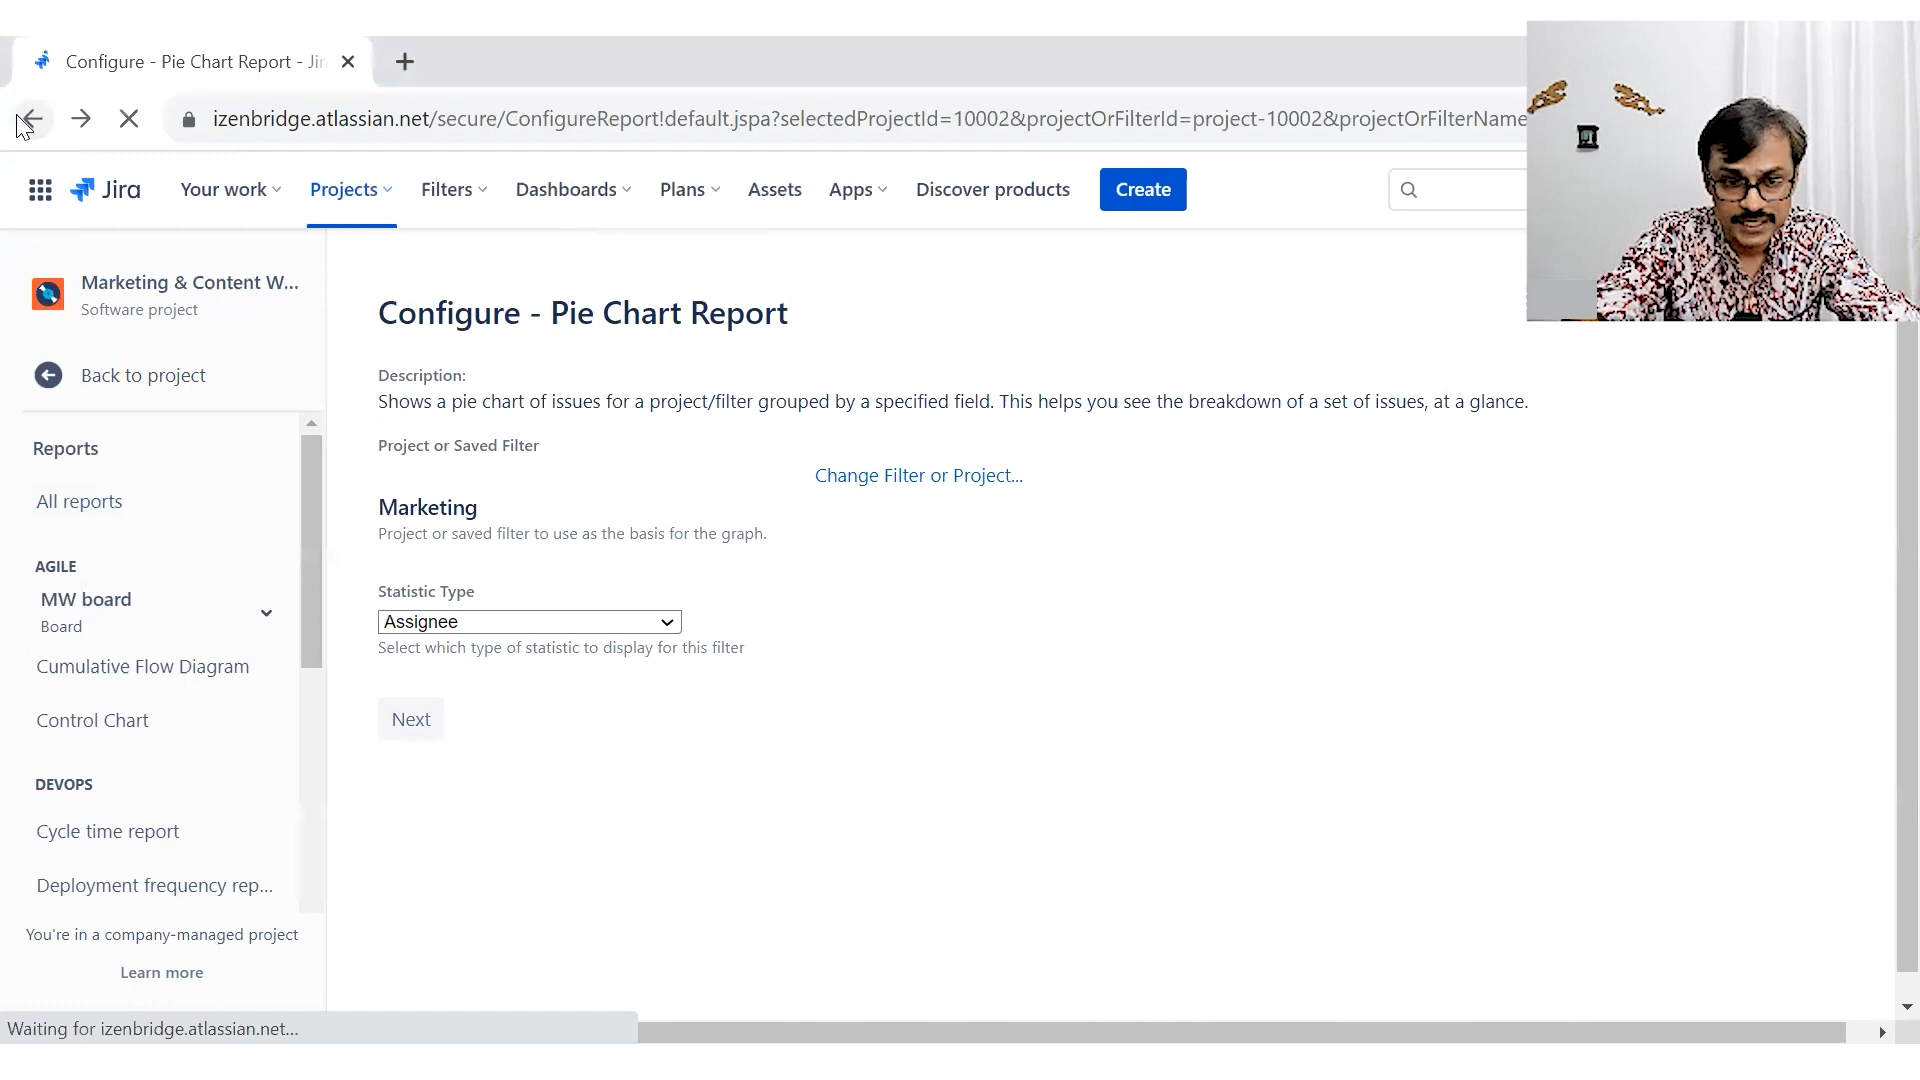 Configure - Pie Chart Report - Jir
izenbridge.atlassian.net/secure/ConfigureReport!default.jspa?selectedProjectId=10002&projectOrFilterId=project-10002&projectOrFilterName
Jira
Your work
Projects
Filters
Dashboards
Plans
Assets
Apps
Discover products
Create
Marketing & Content W...
Software project
Back to project
Reports
All reports
AGILE
MW board
Board
Cumulative Flow Diagram
Control Chart
DEVOPS
Cycle time report
Deployment frequency rep...
You're in a company-managed project
Learn more
Configure - Pie Chart Report
Description:
Shows a pie chart of issues for a project/filter grouped by a specified field. This helps you see the breakdown of a set of issues, at a glance.
Project or Saved Filter
Change Filter or Project...
Marketing
Project or saved filter to use as the basis for the graph.
Statistic Type
Assignee
Select which type of statistic to display for this filter
Next
Waiting for izenbridge.atlassian.net...